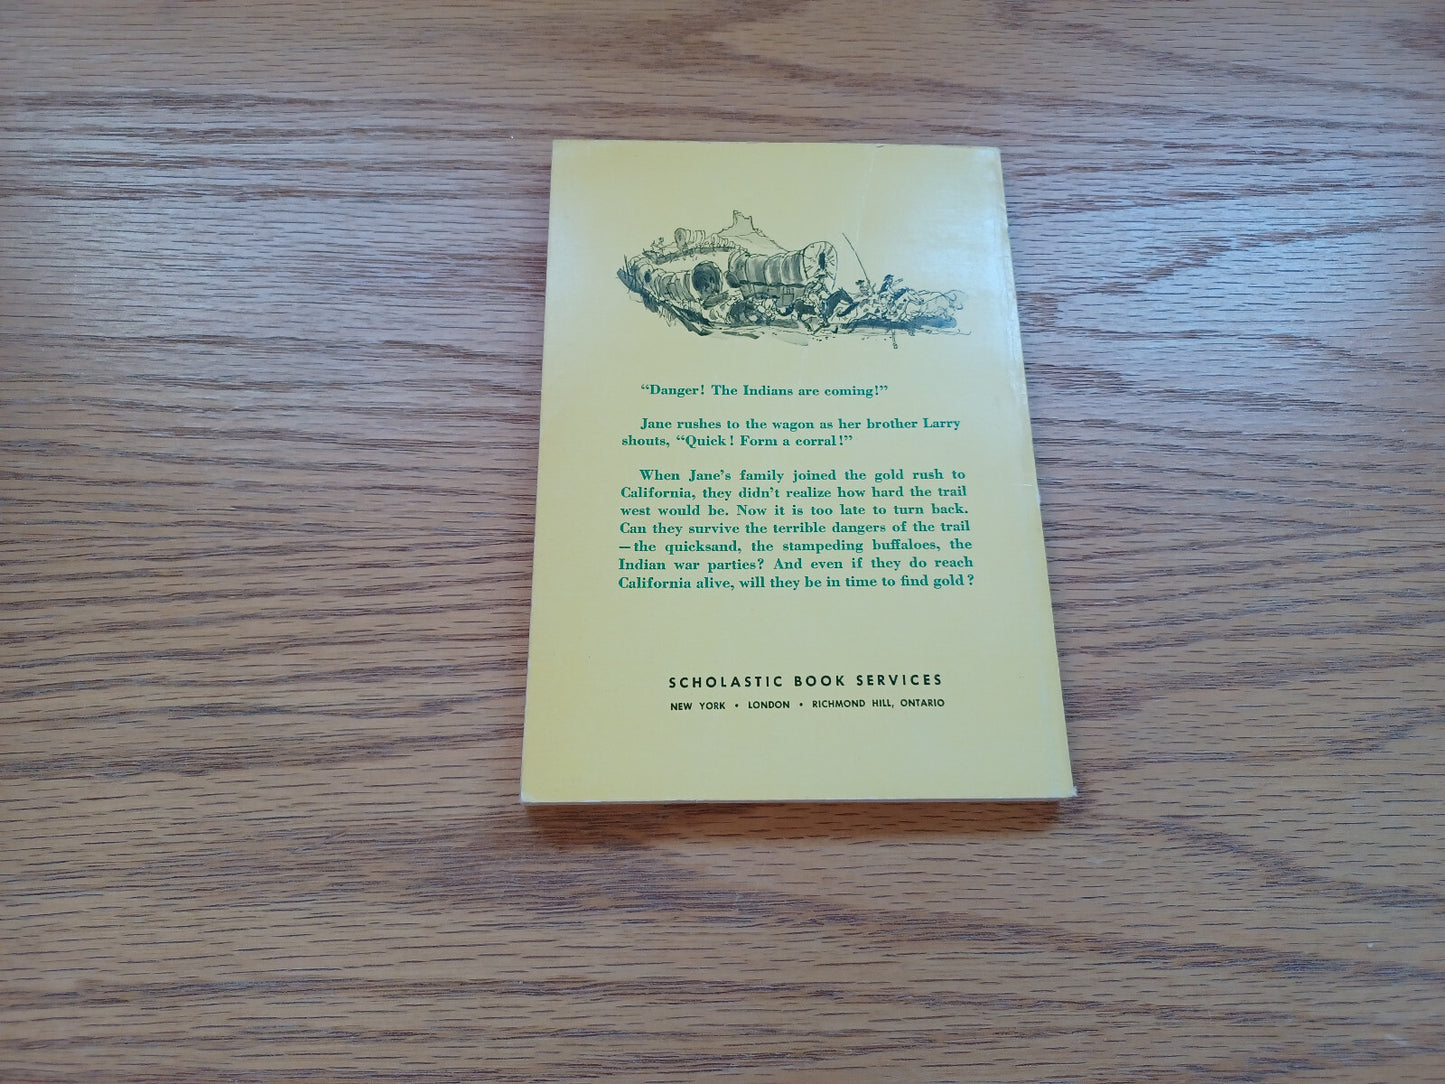 “Danger! The Indians are coming!”
Jane rushes to the wagon as her brother Larry
shouts, “Quick! Form a corral!”
When Jane’s family joined the gold rush to
California, they didn’t realize how hard the trail
west would be. Now it is too late to turn back.
Can they survive the terrible dangers of the trail
—the quicksand, the stampeding buffaloes, the
Indian war parties? And even if they do reach
California alive, will they be in time to find gold?
SCHOLASTIC BOOK SERVICES
NEW YORK • LONDON • RICHMOND HILL, ONTARIO